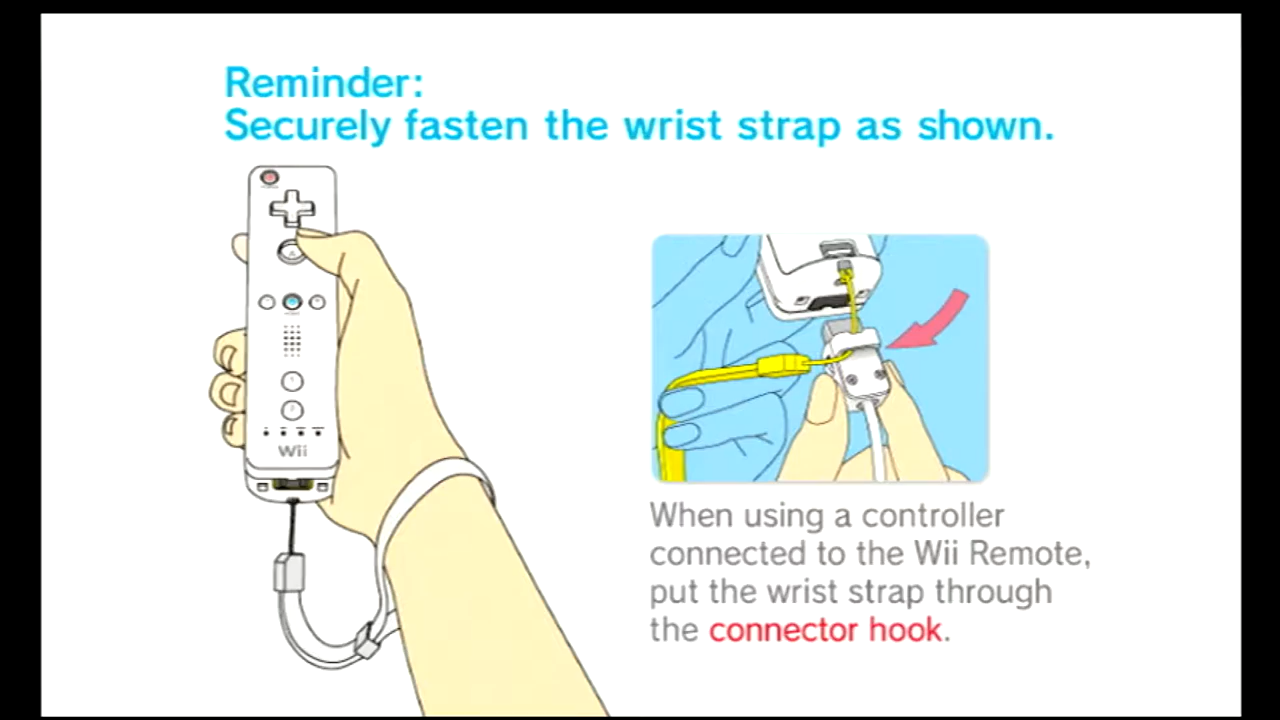 Reminder:
Securely fasten the wrist strap as shown.
Wii
When using a controller
connected to the Wii Remote,
put the wrist strap through
the connector hook.